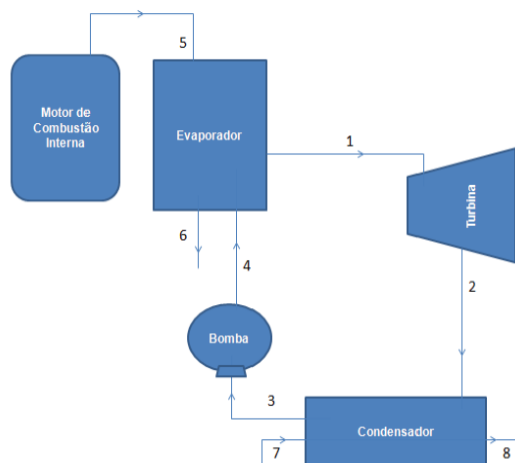 5
Motor de
Combustão
Interna
Evaporador
1
Turbina
6
4
2
Bomba
3
Condensador
7
8